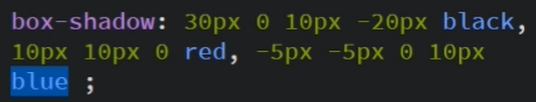 box-shadow: 30px 0 10px -20px black,
10px 10px 0 red, -5px -5px 0 10px
blue ;